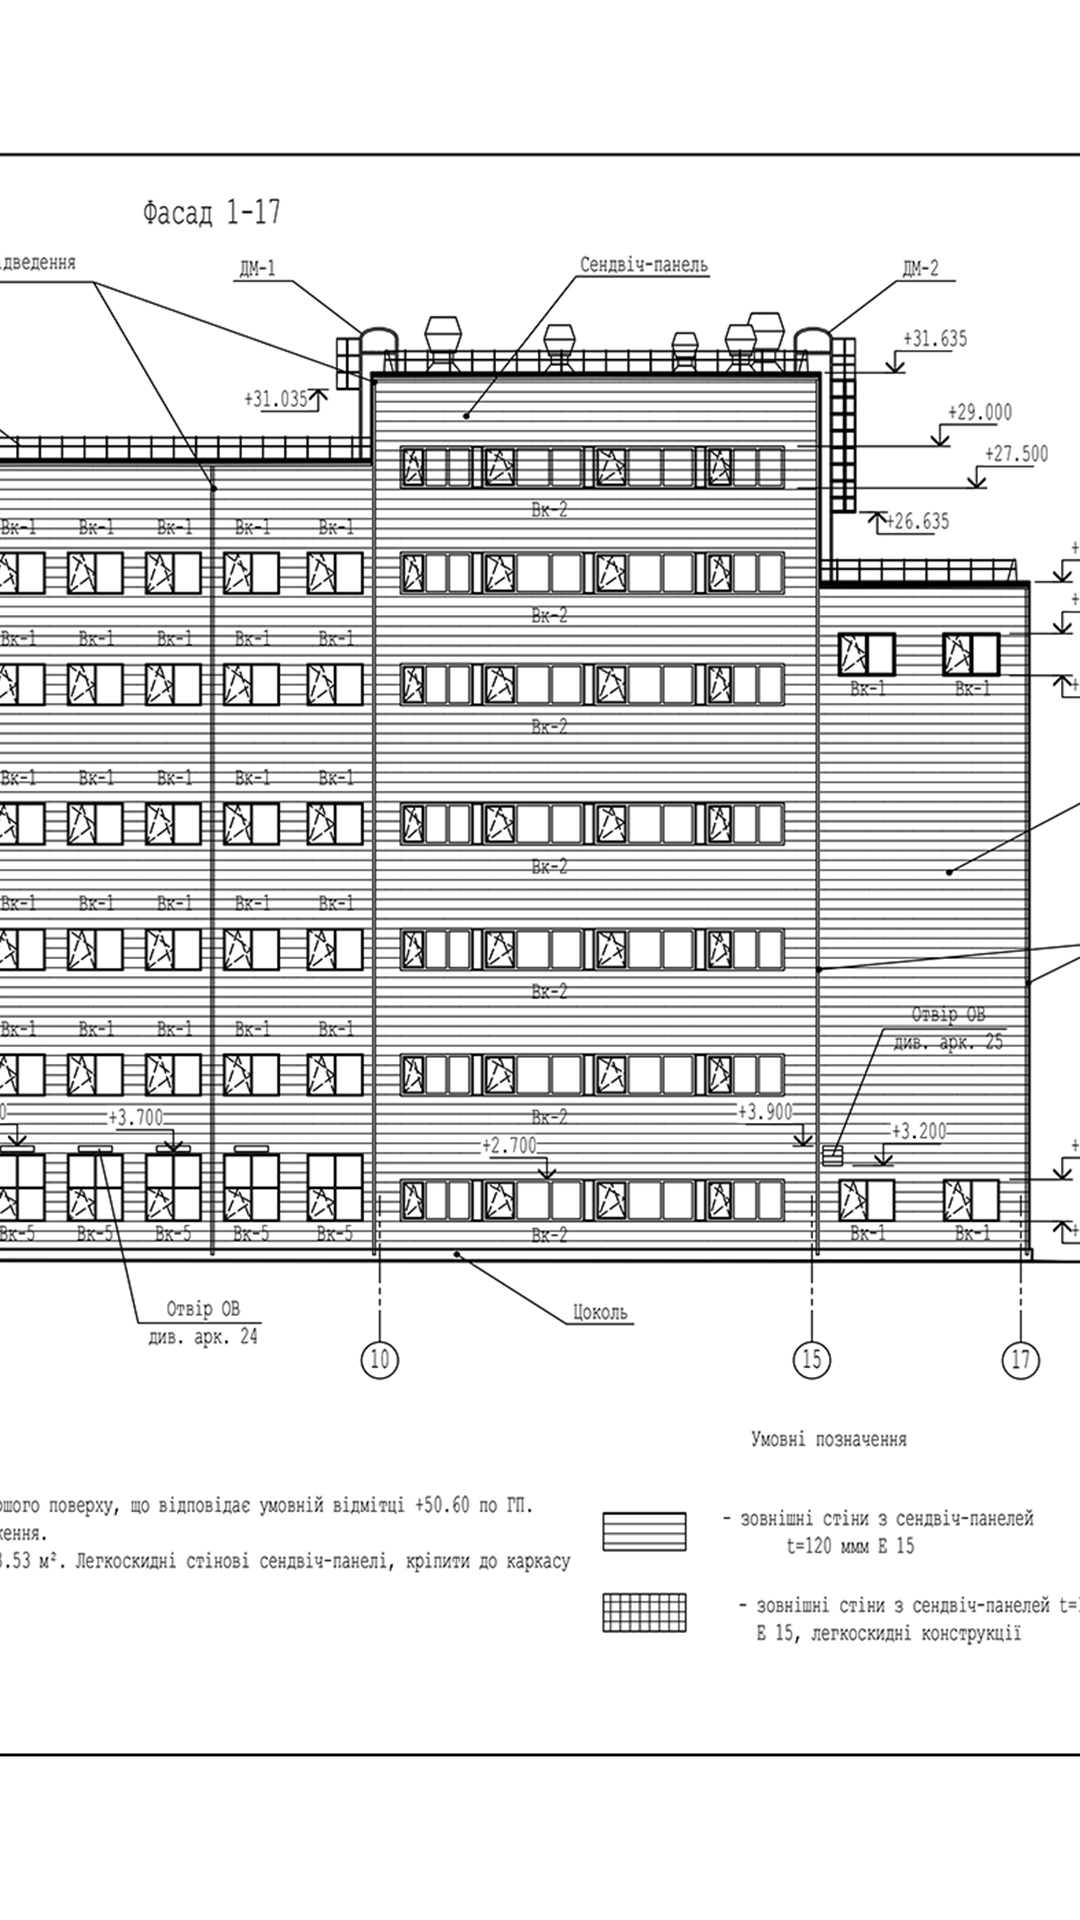 Фасад 1-17
ідведення
ДМ-1
Сендвіч-панель
ДМ-2
+31.635
+31.035
+29.000
+27.500
Вк-2
+26.635
Вк-1 Вк-1 Вк-1 Вк-1 Вк-1
Вк-2
Вк-1 Вк-1 Вк-1 Вк-1 Вк-1
Вк-1 Вк-1
Вк-2
Вк-1 Вк-1 Вк-1 Вк-1 Вк-1
Вк-2
Вк-1 Вк-1 Вк-1 Вк-1 Вк-1
Вк-2
Отвір ОВ
див. арк. 25
Вк-1 Вк-1 Вк-1 Вк-1 Вк-1
Вк-2
+3.700
+3.900
+2.700
+3.200
Вк-5 Вк-5 Вк-5 Вк-5 Вк-5
Вк-2
Вк-1 Вк-1
Отвір ОВ
див. арк. 24
Цоколь
10
15
17
Умовні позначення
ршого поверху, що відповідає умовній відмітці +50.60 по ГП.
ження.
3.53 м². Легкоскидні стінові сендвіч-панелі, кріпити до каркасу
- зовнішні стіни з сендвіч-панелей
t=120 ммм Е 15
- зовнішні стіни з сендвіч-панелей t=
Е 15, легкоскидні конструкції